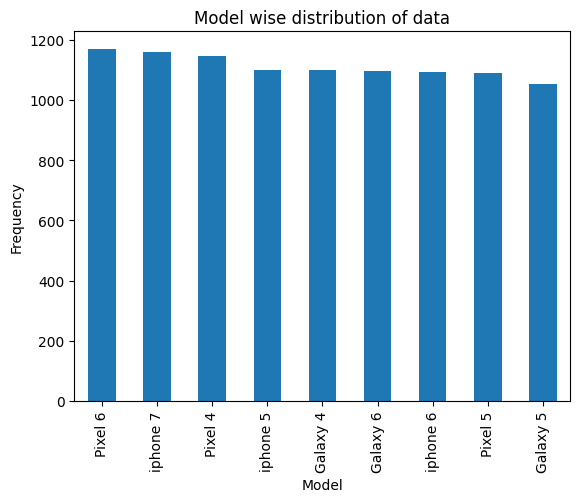 Model wise distribution of data
1200
1000
800
600
400
200
0
Frequency
Pixel 6
iphone 7
Pixel 4
iphone 5
Galaxy 4
Galaxy 6
iphone 6
Pixel 5
Galaxy 5
Model